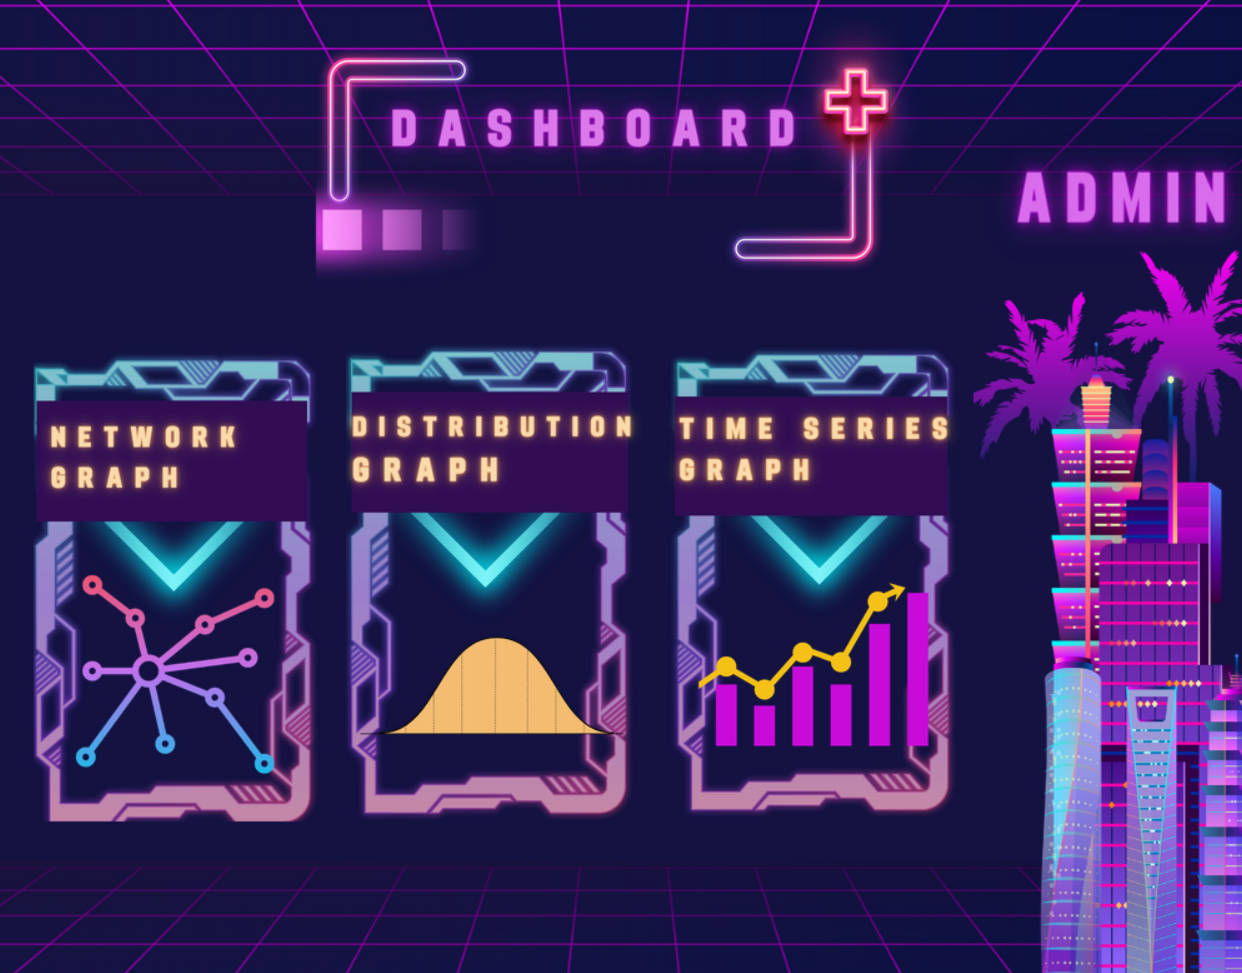 DASHBOARD
ADMIN
NETWORK
GRAPH
DISTRIBUTION
GRAPH
TIME SERIES
GRAPH